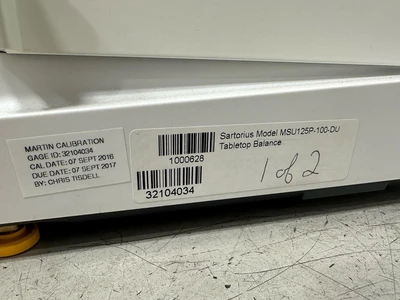 MARTIN CALIBRATION
GAGE ID: 32104034
CAL DATE: 07 SEPT 2016
DUE DATE: 07 SEPT 2017
BY: CHRIS TISDELL
1000628
32104034
Sartorius Model MSU125P-100-DU
Tabletop Balance
1 of 2